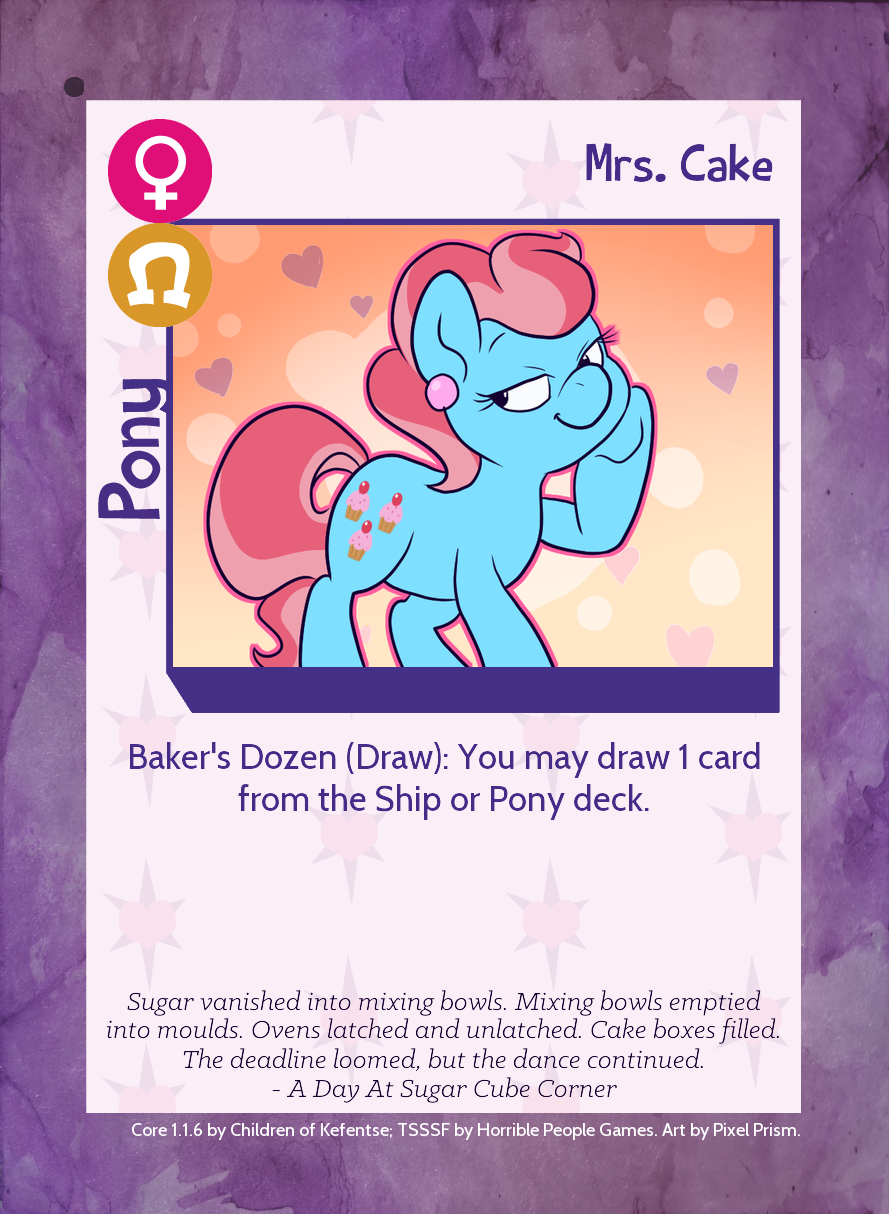 Mrs. Cake
Pony
Baker's Dozen (Draw): You may draw 1 card
from the Ship or Pony deck.
Sugar vanished into mixing bowls. Mixing bowls emptied
into moulds. Ovens latched and unlatched. Cake boxes filled.
The deadline loomed, but the dance continued.
- A Day At Sugar Cube Corner
Core 1.1.6 by Children of Kefentse; TSSSF by Horrible People Games. Art by Pixel Prism.